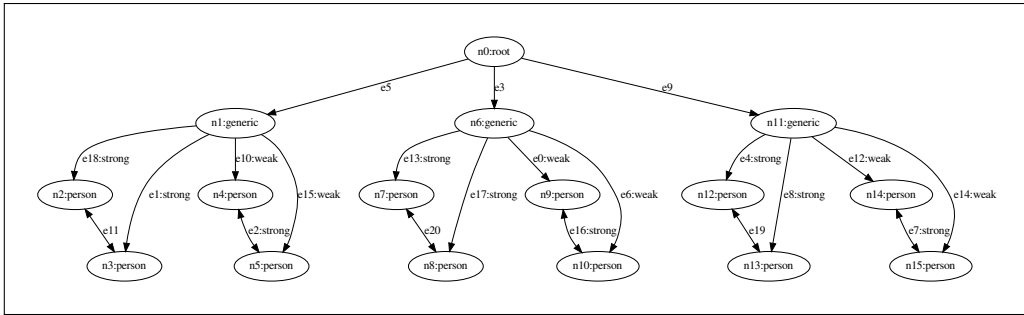 n0:root
e5
e3
e9
n1:generic
n6:generic
n11:generic
e18:strong
e1:strong
e10:weak
e15:weak
e13:strong
e17:strong
e0:weak
e6:weak
e4:strong
e8:strong
e12:weak
e14:weak
n2:person
n4:person
n7:person
n9:person
n12:person
n14:person
e11
e2:strong
e20
e16:strong
e19
e7:strong
n3:person
n5:person
n8:person
n10:person
n13:person
n15:person